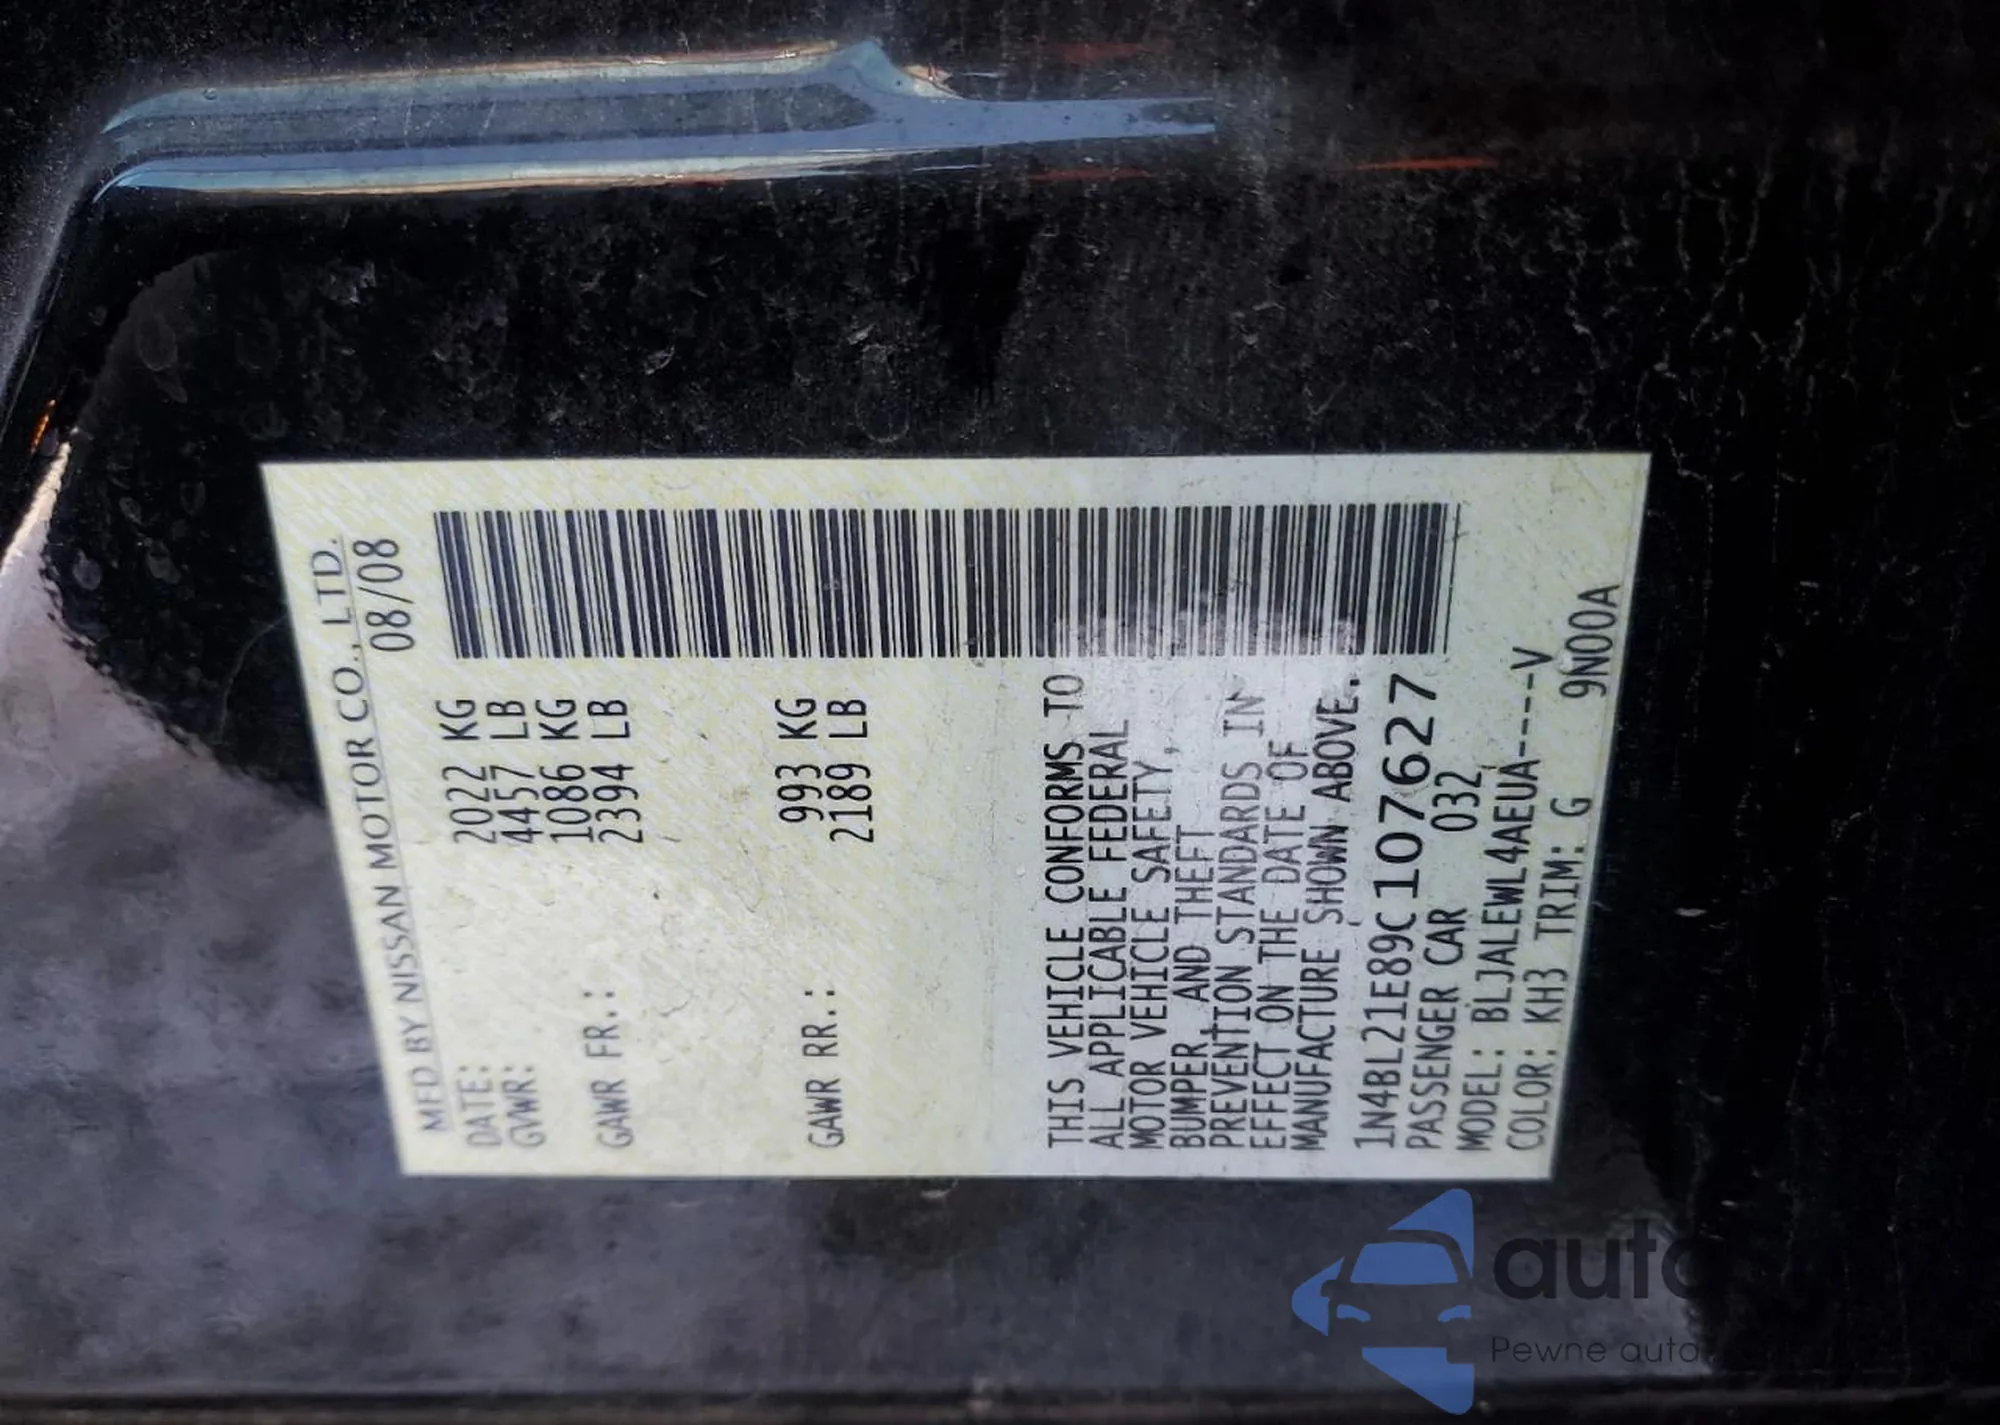 MFD BY NISSAN MOTOR CO., LTD.
DATE: 08/08
GVWR: 2022 KG
4457 LB
GAWR FR.: 1086 KG
2394 LB
GAWR RR.: 993 KG
2189 LB
THIS VEHICLE CONFORMS TO
ALL APPLICABLE FEDERAL
MOTOR VEHICLE SAFETY,
BUMPER, AND THEFT
PREVENTION STANDARDS IN
EFFECT ON THE DATE OF
MANUFACTURE SHOWN ABOVE.
1N4BL21E89C107627
PASSENGER CAR 032
MODEL: BLJALEWL4AEUA----V
COLOR: KH3 TRIM: G 9N00A
Pewne